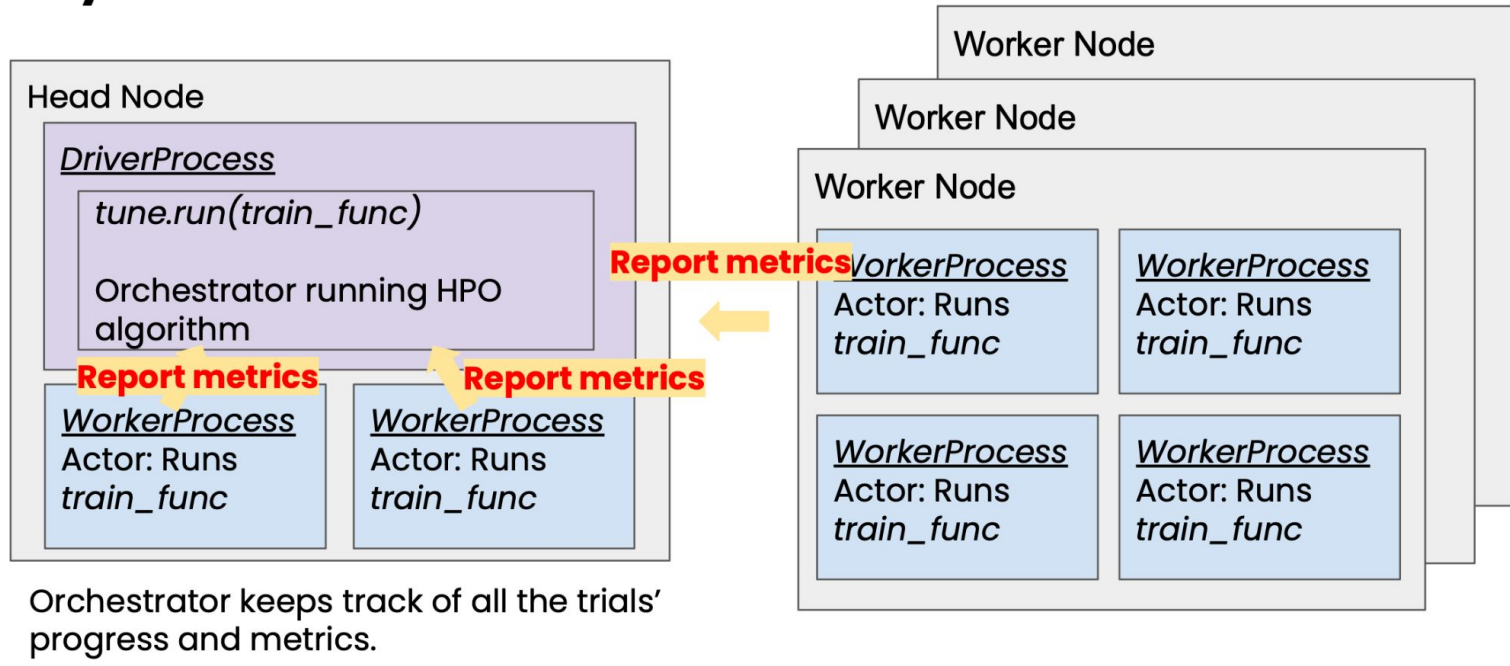 Head Node
DriverProcess
tune.run(train_func)
Orchestrator running HPO
algorithm
Report metrics
Report metrics
WorkerProcess
Actor: Runs
train_func
WorkerProcess
Actor: Runs
train_func
Orchestrator keeps track of all the trials’
progress and metrics.
Report metrics
Worker Node
Worker Node
Worker Node
WorkerProcess
Actor: Runs
train_func
WorkerProcess
Actor: Runs
train_func
WorkerProcess
Actor: Runs
train_func
WorkerProcess
Actor: Runs
train_func